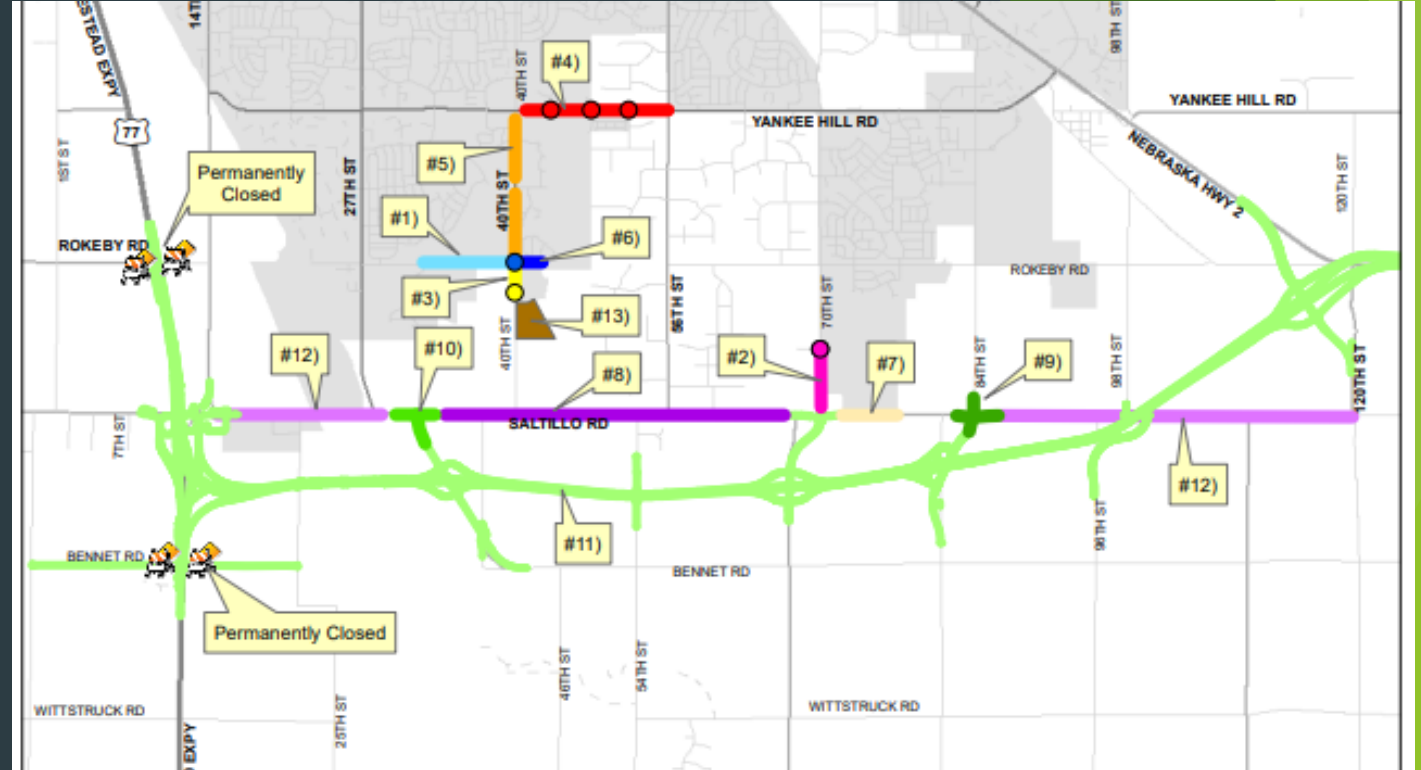 14T
98TH ST
ESTEAD EXPY
40TH ST
#4)
YANKEE HILL RD
YANKEE HILL RD
77
NEBRASKA HWY 2
1ST ST
Permanently
Closed
27TH ST
#5)
40TH ST
120TH ST
#1)
#6)
ROKEBY RD
ROKEBY RD
#3)
56TH ST
70TH ST
#13)
40TH ST
#12)
#10)
#8)
#2)
#7)
84TH ST
#9)
98TH ST
120TH ST
7TH ST
SALTILLO RD
#12)
#11)
BENNET RD
BENNET RD
Permanently Closed
46TH ST
54TH ST
25TH ST
WITTSTRUCK RD
WITTSTRUCK RD
EXPY